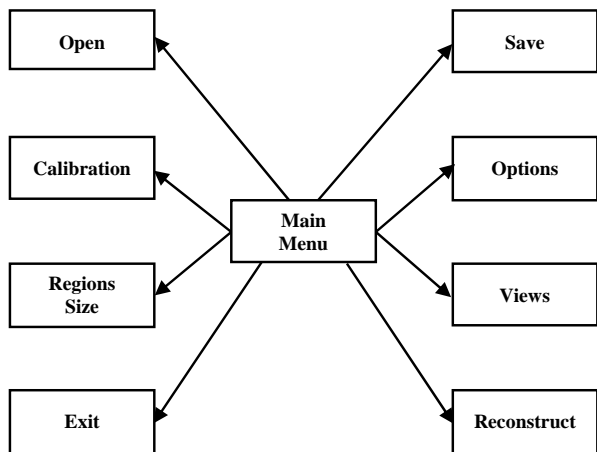 Open
Save
Calibration
Options
Main
Menu
Regions
Size
Views
Exit
Reconstruct